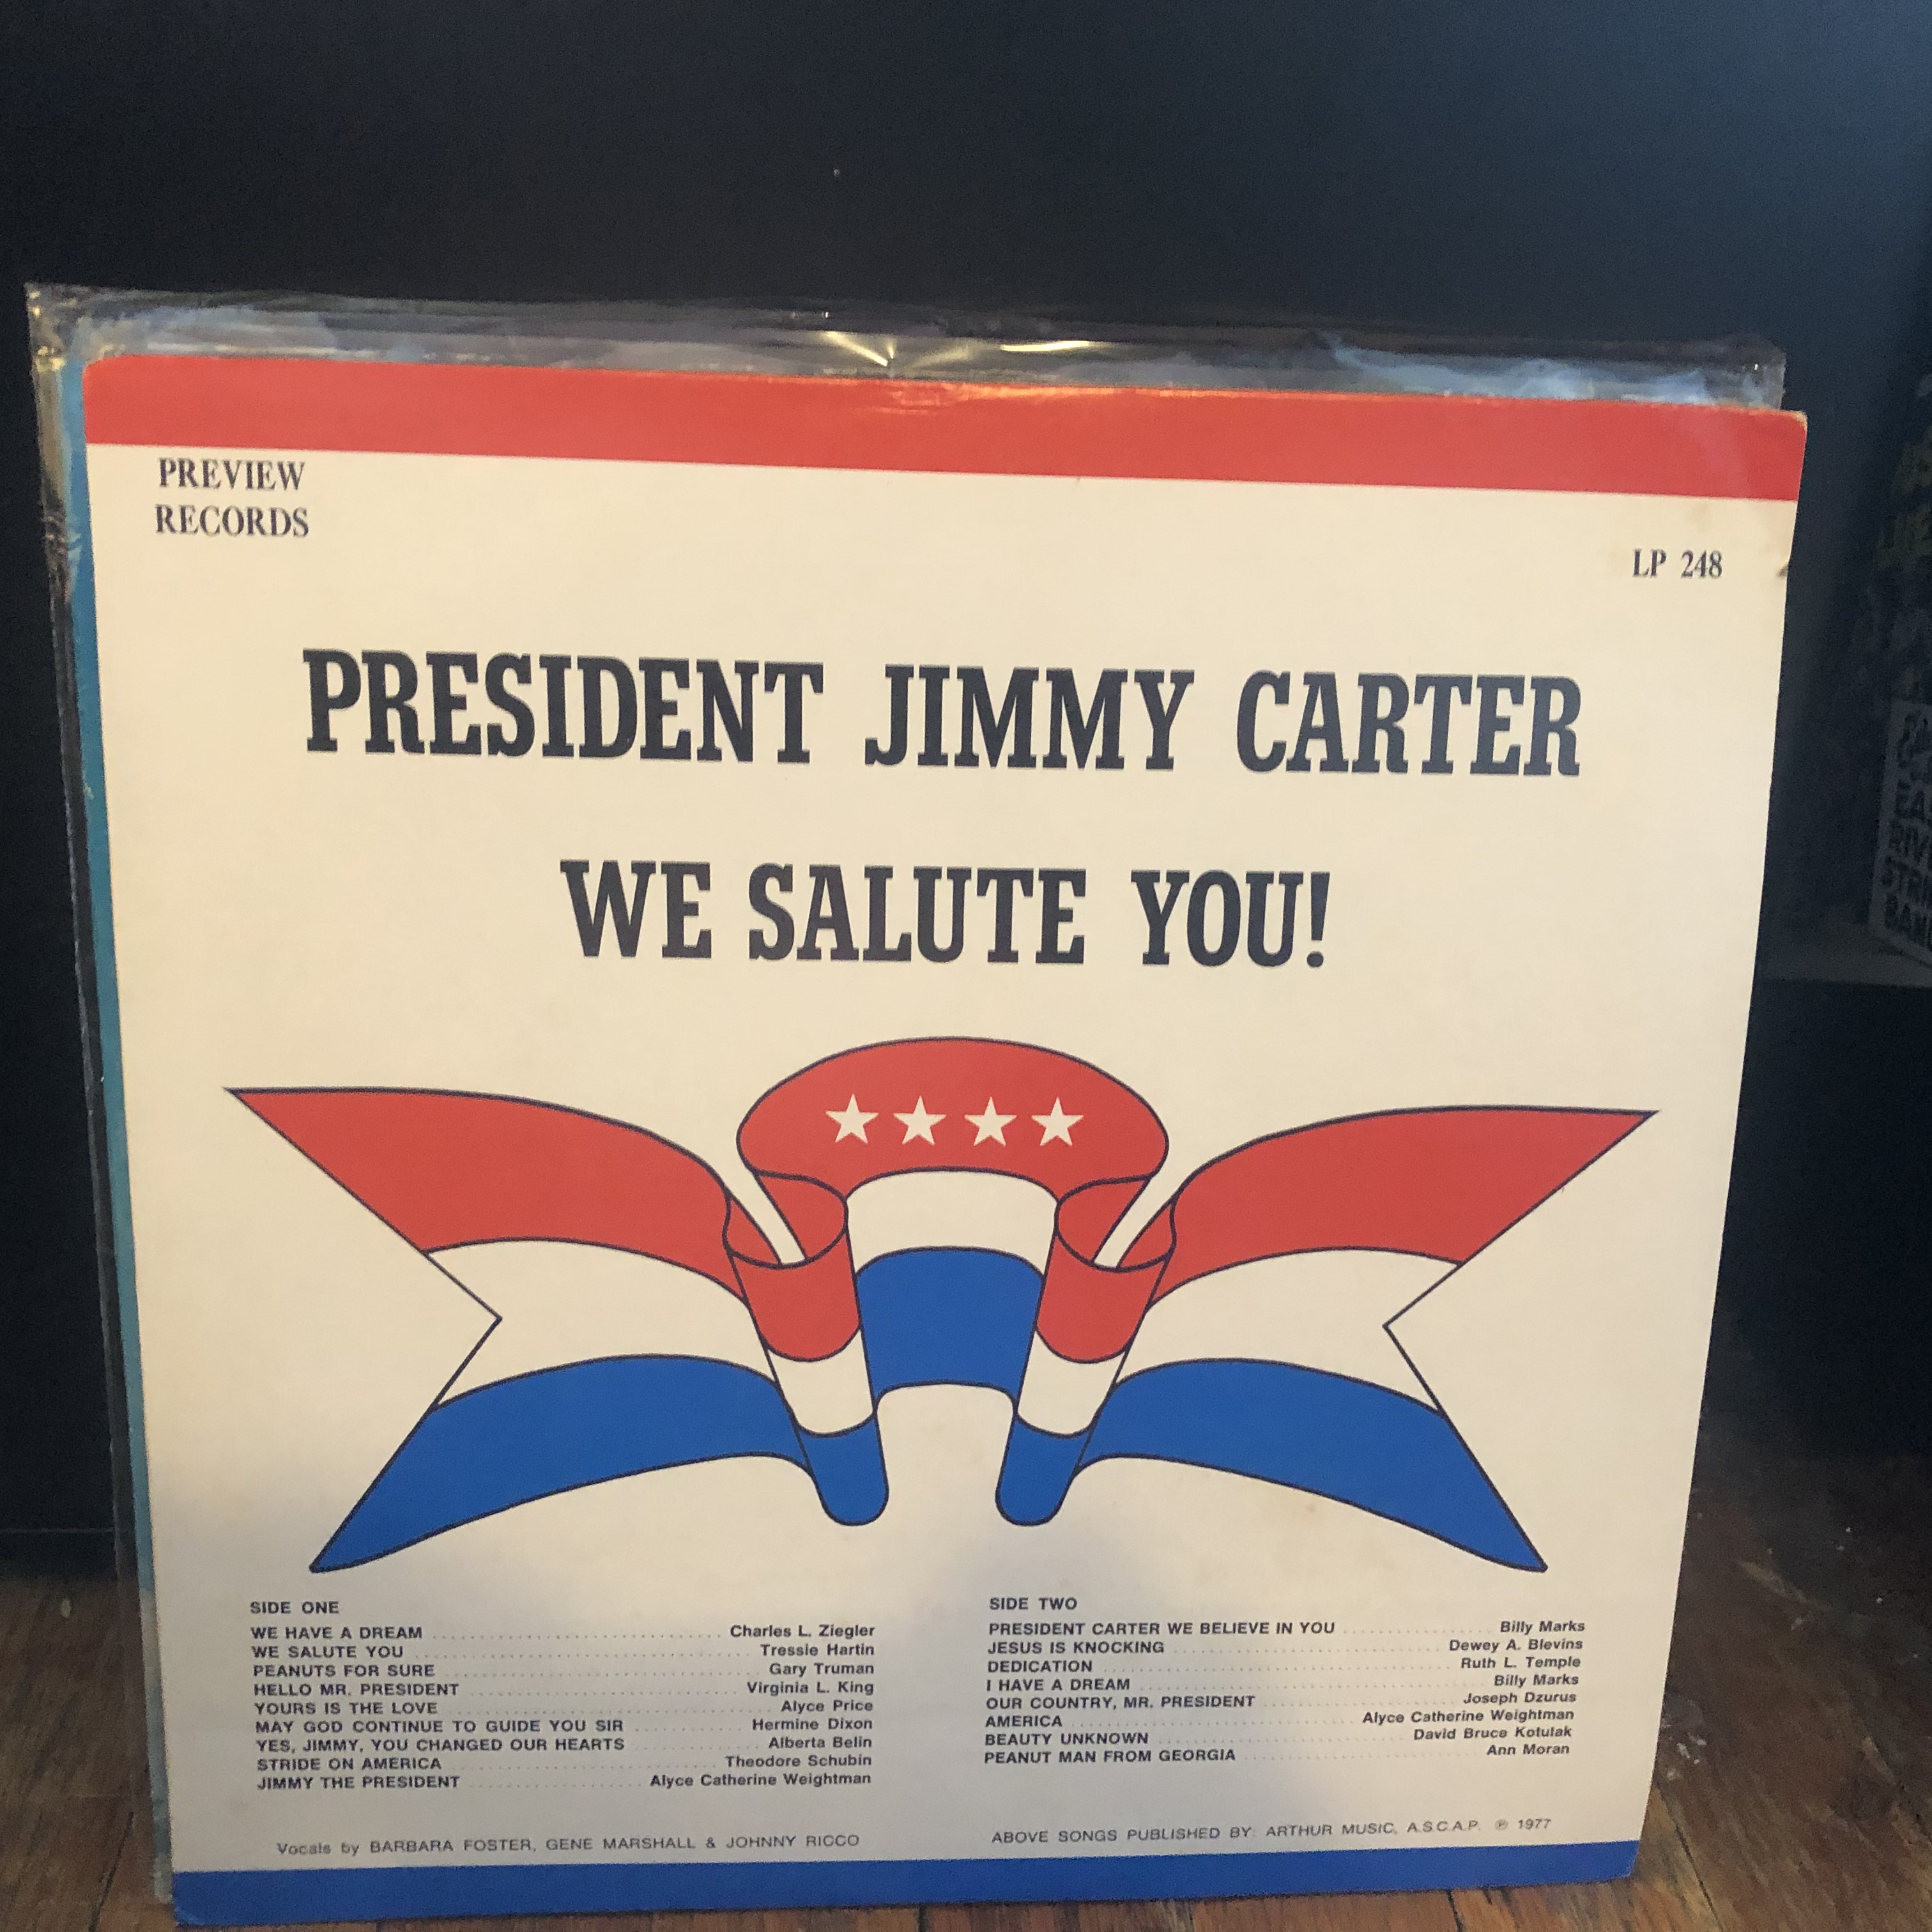 PREVIEW
RECORDS
LP 248
PRESIDENT JIMMY CARTER
WE SALUTE YOU!
SIDE ONE
WE HAVE A DREAM ........................ Charles L. Ziegler
WE SALUTE YOU ........................ Tressie Hartin
PEANUTS FOR SURE ........................ Gary Truman
HELLO MR. PRESIDENT ........................ Virginia L. King
YOURS IS THE LOVE ........................ Alyce Price
MAY GOD CONTINUE TO GUIDE YOU SIR ............ Hermine Dixon
YES, JIMMY, YOU CHANGED OUR HEARTS ............ Alberta Belin
STRIDE ON AMERICA ........................ Theodore Schubin
JIMMY THE PRESIDENT ................ Alyce Catherine Weightman
Vocals by BARBARA FOSTER, GENE MARSHALL & JOHNNY RICCO
SIDE TWO
PRESIDENT CARTER WE BELIEVE IN YOU ............ Billy Marks
JESUS IS KNOCKING ........................ Dewey A. Blevins
DEDICATION ........................ Ruth L. Temple
I HAVE A DREAM ........................ Billy Marks
OUR COUNTRY, MR. PRESIDENT ................ Joseph Dzurus
AMERICA ........................ Alyce Catherine Weightman
BEAUTY UNKNOWN ........................ David Bruce Kotulak
PEANUT MAN FROM GEORGIA ................ Ann Moran
ABOVE SONGS PUBLISHED BY: ARTHUR MUSIC, A.S.C.A.P. ℗ 1977